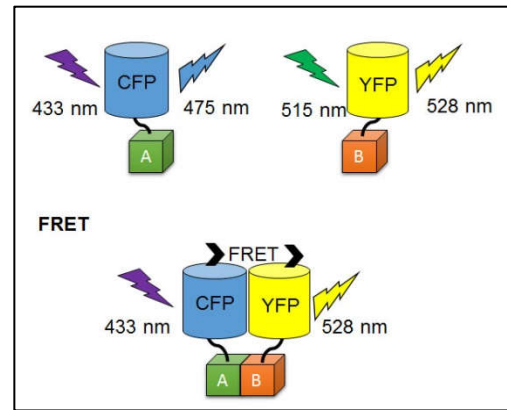 CFP
YFP
433 nm
475 nm
515 nm
528 nm
A
B
FRET
FRET
CFP
YFP
433 nm
528 nm
A
B